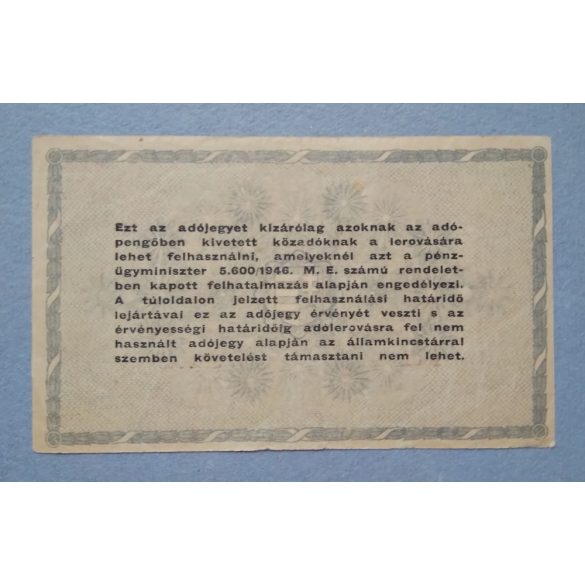 Ezt az adójegyet kizárólag azoknak az adó-
pengőben kivetett közadóknak a lerovására
lehet felhasználni, amelyeknél azt a pénz-
ügyminiszter 5.600/1946. M. E. számú rendelet-
ben kapott felhatalmazás alapján engedélyezi.
A túloldalon jelzett felhasználási határidő
lejártával ez az adójegy érvényét veszti s az
érvényességi határidőig adólerovásra fel nem
használt adójegy alapján az államkincstárral
szemben követelést támasztani nem lehet.